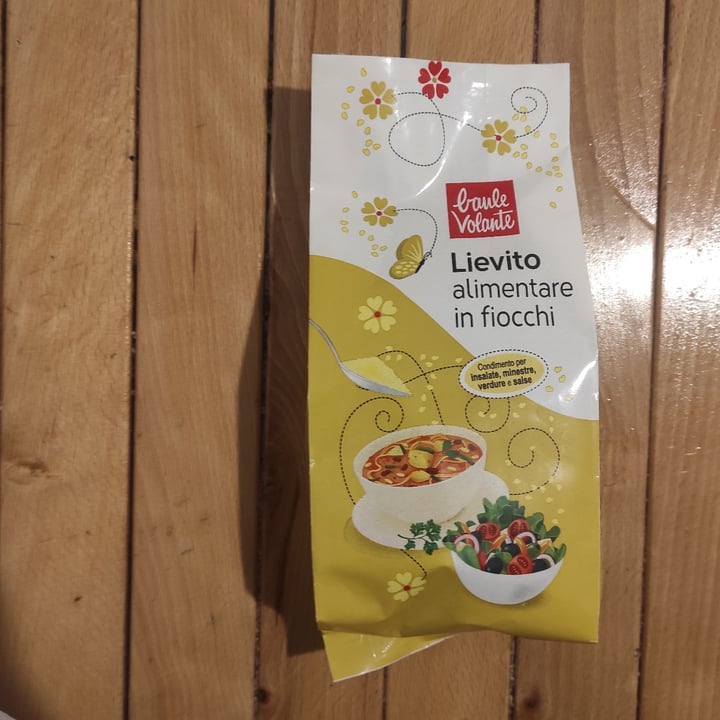 baule
Volante
Lievito
alimentare
in fiocchi
Condimento per
insalate, minestre,
verdure e salse